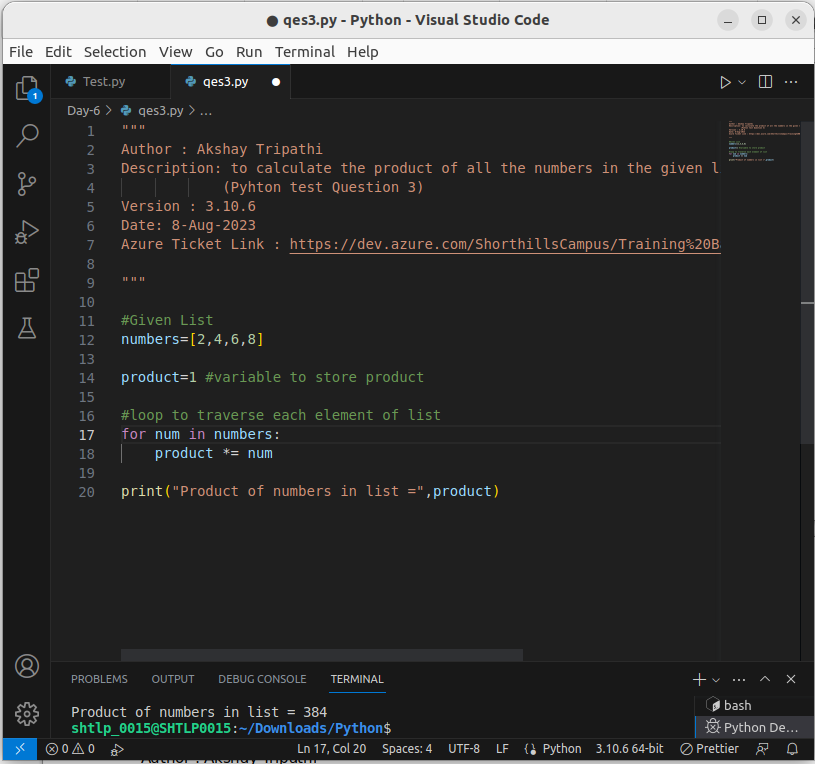 qes3.py - Python - Visual Studio Code
File Edit Selection View Go Run Terminal Help
1
Test.py
qes3.py
Day-6 > qes3.py > ...
1 """
2 Author : Akshay Tripathi
3 Description: to calculate the product of all the numbers in the given l
4 (Pyhton test Question 3)
5 Version : 3.10.6
6 Date: 8-Aug-2023
7 Azure Ticket Link : https://dev.azure.com/ShorthillsCampus/Training%20B
8
9 """
10
11 #Given List
12 numbers=[2,4,6,8]
13
14 product=1 #variable to store product
15
16 #loop to traverse each element of list
17 for num in numbers:
18 product *= num
19
20 print("Product of numbers in list =",product)
PROBLEMS OUTPUT DEBUG CONSOLE TERMINAL
Product of numbers in list = 384
shtlp_0015@SHTLP0015:~/Downloads/Python$
bash
Python De...
0 0 Ln 17, Col 20 Spaces: 4 UTF-8 LF Python 3.10.6 64-bit Prettier